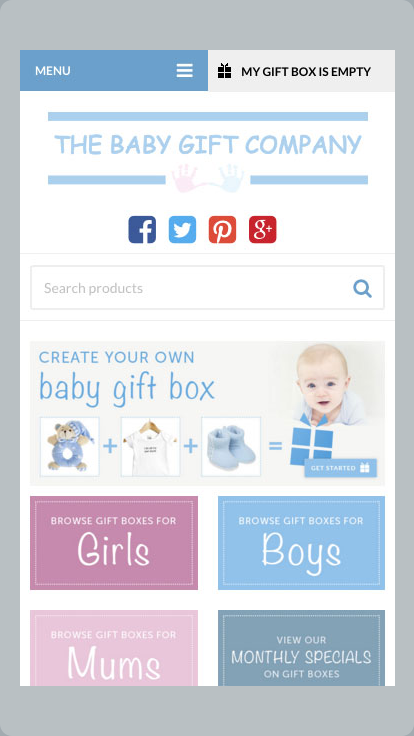 MENU
MY GIFT BOX IS EMPTY
THE BABY GIFT COMPANY
Search products
CREATE YOUR OWN
baby gift box
+ + =
GET STARTED
BROWSE GIFT BOXES FOR
Girls
BROWSE GIFT BOXES FOR
Boys
BROWSE GIFT BOXES FOR
Mums
VIEW OUR
MONTHLY SPECIALS
ON GIFT BOXES